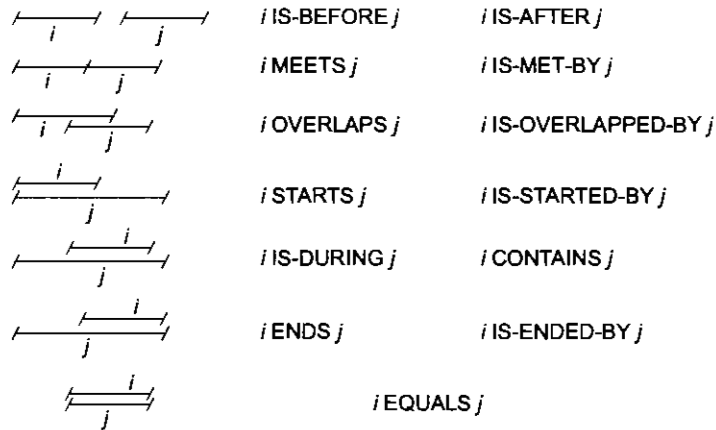 i j i IS-BEFORE j i IS-AFTER j
i j i MEETS j i IS-MET-BY j
i j i OVERLAPS j i IS-OVERLAPPED-BY j
i
j i STARTS j i IS-STARTED-BY j
i
j i IS-DURING j i CONTAINS j
i
j i ENDS j i IS-ENDED-BY j
i
j i EQUALS j